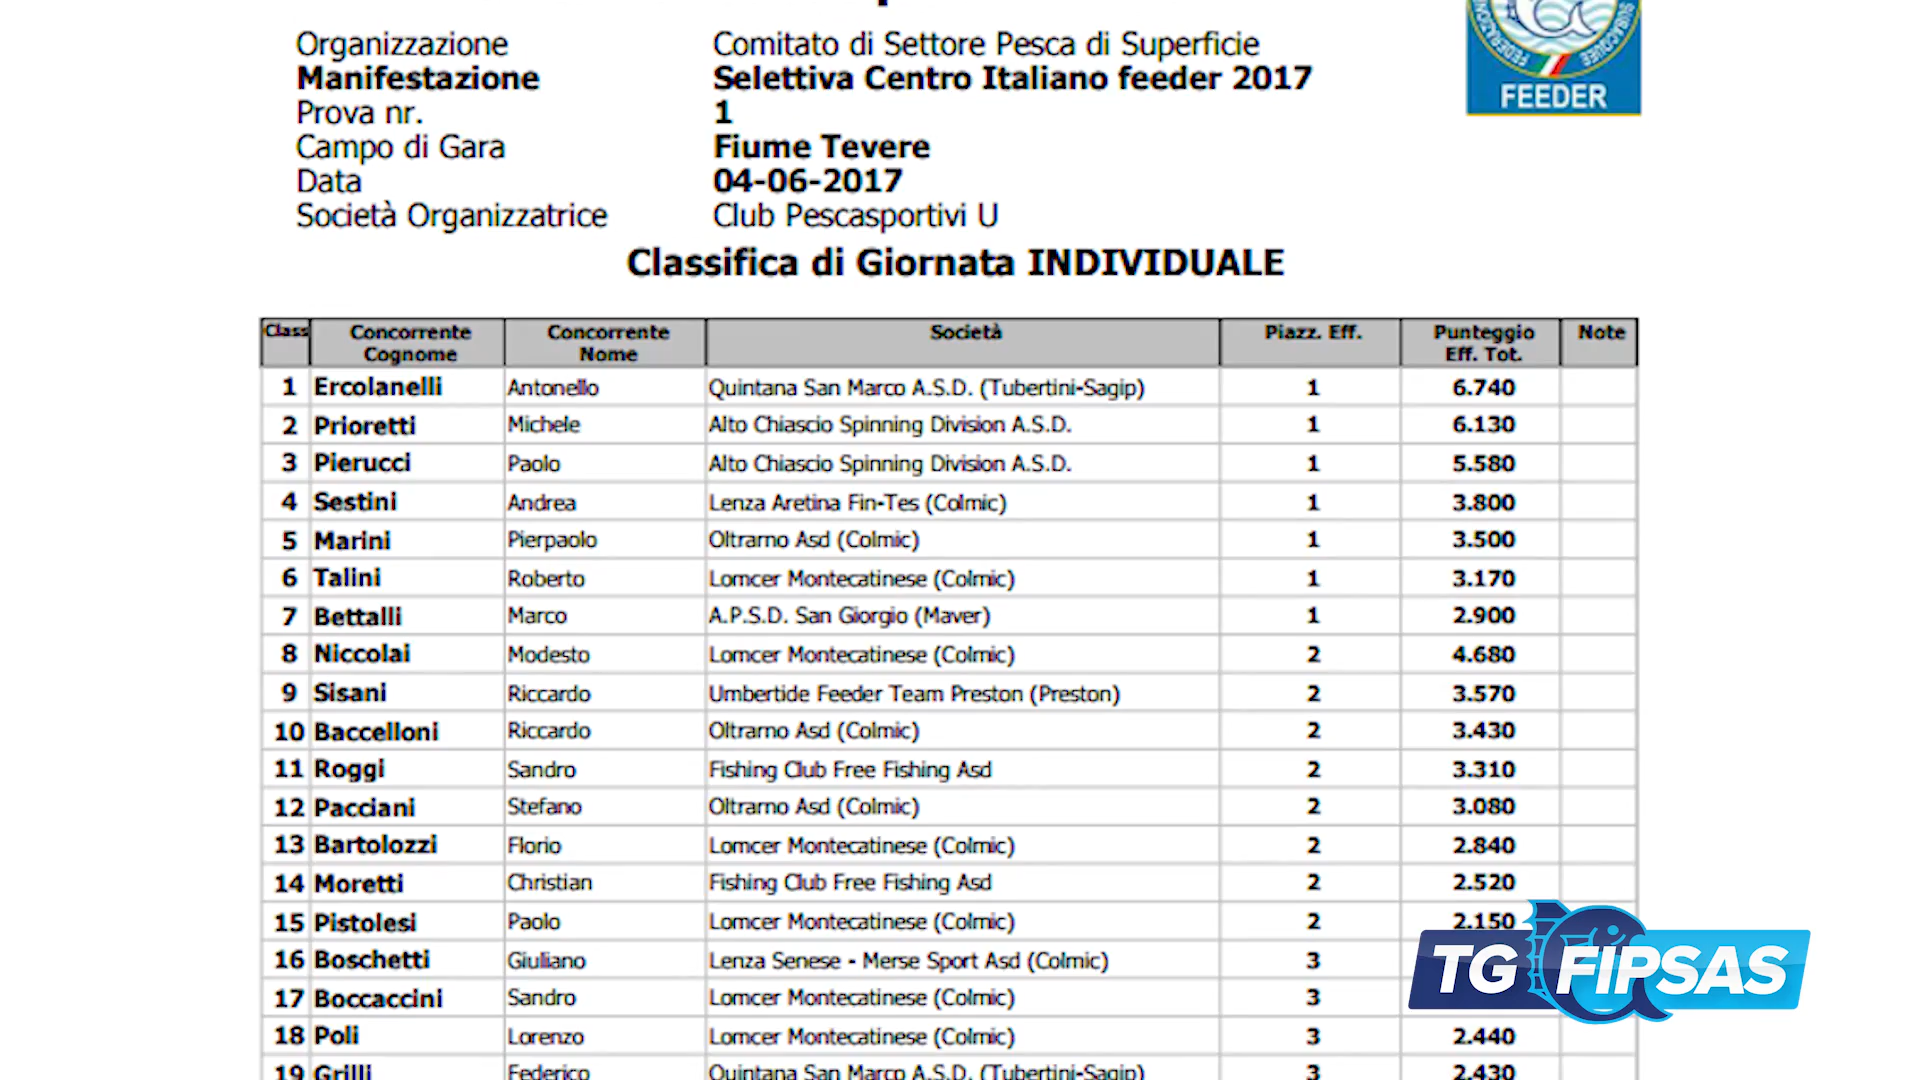 Organizzazione Comitato di Settore Pesca di Superficie
Manifestazione Selettiva Centro Italiano feeder 2017
Prova nr. 1
Campo di Gara Fiume Tevere
Data 04-06-2017
Società Organizzatrice Club Pescasportivi U
FEEDER
Classifica di Giornata INDIVIDUALE
Class Concorrente Cognome Concorrente Nome Società Piazz. Eff. Punteggio Eff. Tot. Note
1 Ercolanelli Antonello Quintana San Marco A.S.D. (Tubertini-Sagip) 1 6.740
2 Prioretti Michele Alto Chiascio Spinning Division A.S.D. 1 6.130
3 Pierucci Paolo Alto Chiascio Spinning Division A.S.D. 1 5.580
4 Sestini Andrea Lenza Aretina Fin-Tes (Colmic) 1 3.800
5 Marini Pierpaolo Oltrarno Asd (Colmic) 1 3.500
6 Talini Roberto Lomcer Montecatinese (Colmic) 1 3.170
7 Bettalli Marco A.P.S.D. San Giorgio (Maver) 1 2.900
8 Niccolai Modesto Lomcer Montecatinese (Colmic) 2 4.680
9 Sisani Riccardo Umbertide Feeder Team Preston (Preston) 2 3.570
10 Baccelloni Riccardo Oltrarno Asd (Colmic) 2 3.430
11 Roggi Sandro Fishing Club Free Fishing Asd 2 3.310
12 Pacciani Stefano Oltrarno Asd (Colmic) 2 3.080
13 Bartolozzi Florio Lomcer Montecatinese (Colmic) 2 2.840
14 Moretti Christian Fishing Club Free Fishing Asd 2 2.520
15 Pistolesi Paolo Lomcer Montecatinese (Colmic) 2 2.150
16 Boschetti Giuliano Lenza Senese - Merse Sport Asd (Colmic) 3
17 Boccaccini Sandro Lomcer Montecatinese (Colmic) 3
18 Poli Lorenzo Lomcer Montecatinese (Colmic) 3 2.440
19 Grilli Federico Quintana San Marco A.S.D. (Tubertini-Sagip) 3 2.430
TG FIPSAS